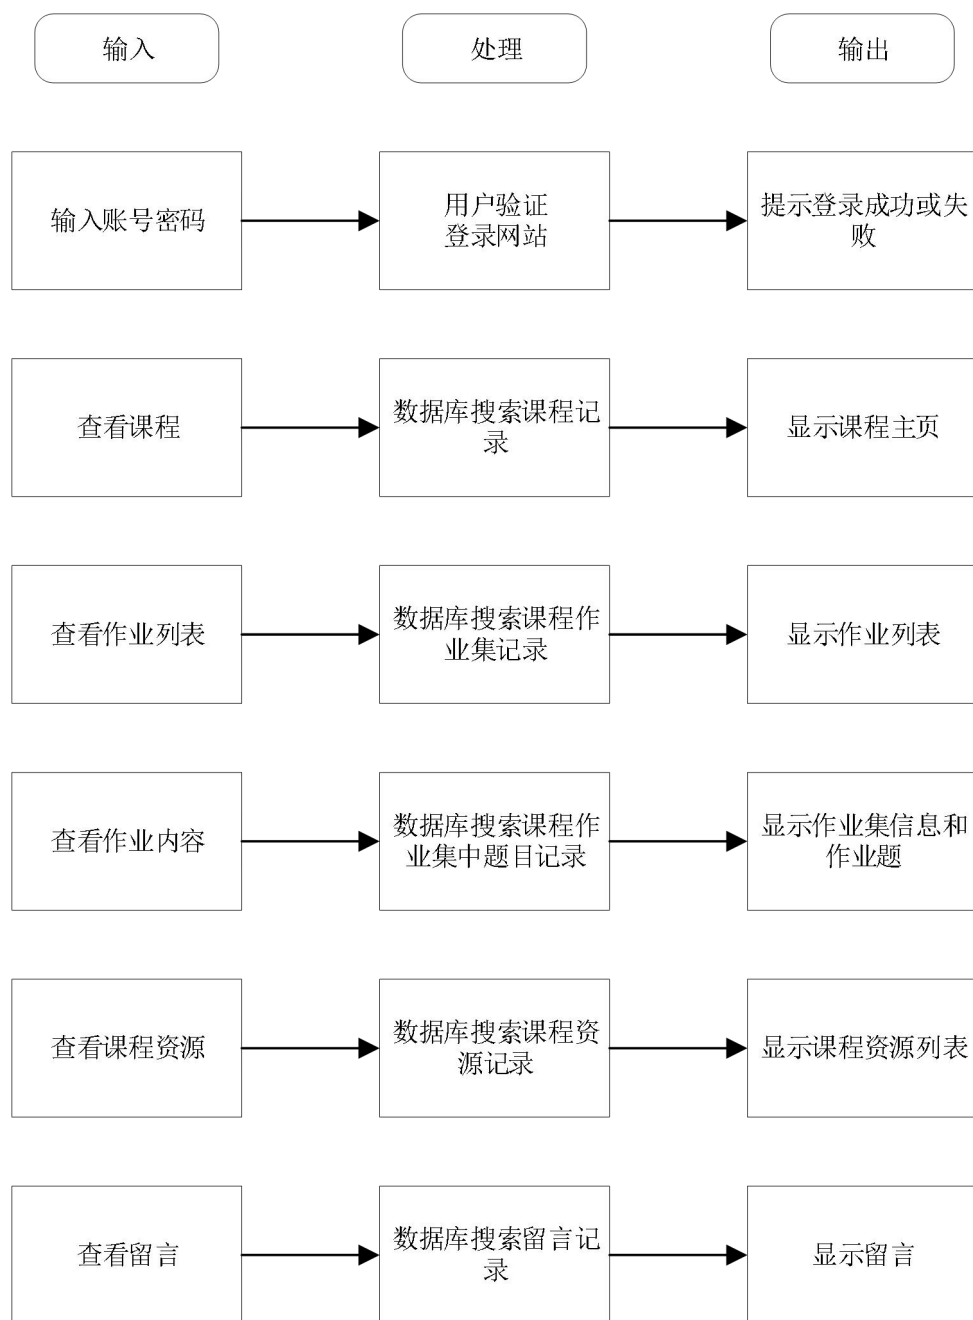 输入
处理
输出
输入账号密码
用户验证
登录网站
提示登录成功或失
败
查看课程
数据库搜索课程记
录
显示课程主页
查看作业列表
数据库搜索课程作
业集记录
显示作业列表
查看作业内容
数据库搜索课程作
业集中题目记录
显示作业集信息和
作业题
查看课程资源
数据库搜索课程资
源记录
显示课程资源列表
查看留言
数据库搜索留言记
录
显示留言